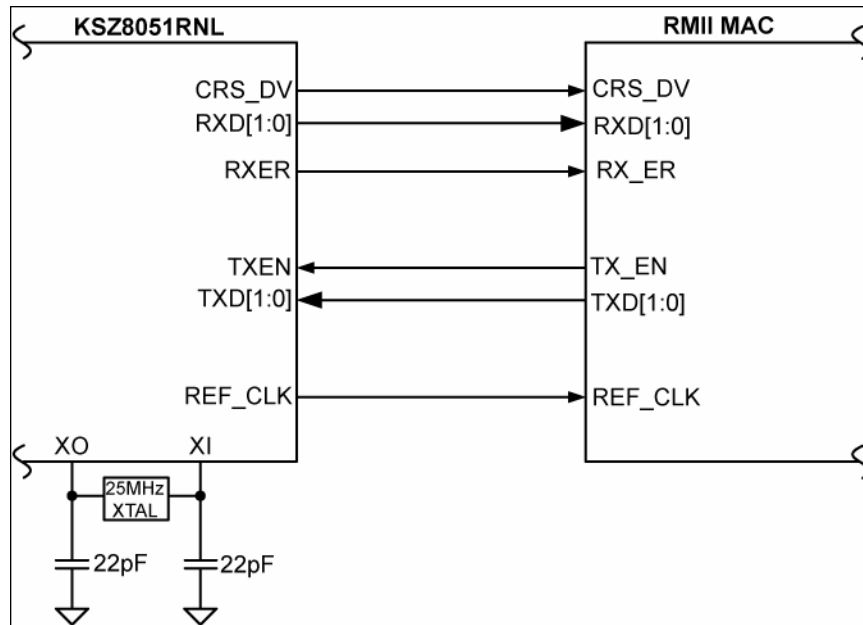 KSZ8051RNL
RMII MAC
CRS_DV
CRS_DV
RXD[1:0]
RXD[1:0]
RXER
RX_ER
TXEN
TX_EN
TXD[1:0]
TXD[1:0]
REF_CLK
REF_CLK
XO
XI
25MHz
XTAL
22pF
22pF